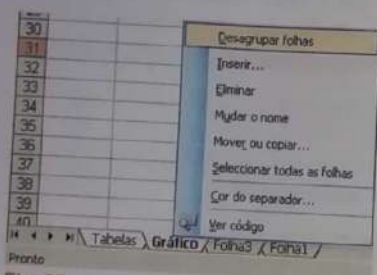 30
31
32
33
34
35
36
37
38
39
40
Desagrupar folhas
Inserir...
Eliminar
Mudar o nome
Mover ou copiar...
Seleccionar todas as folhas
Cor do separador...
Ver código
Tabelas Gráfico Folha3 Folha1
Pronto